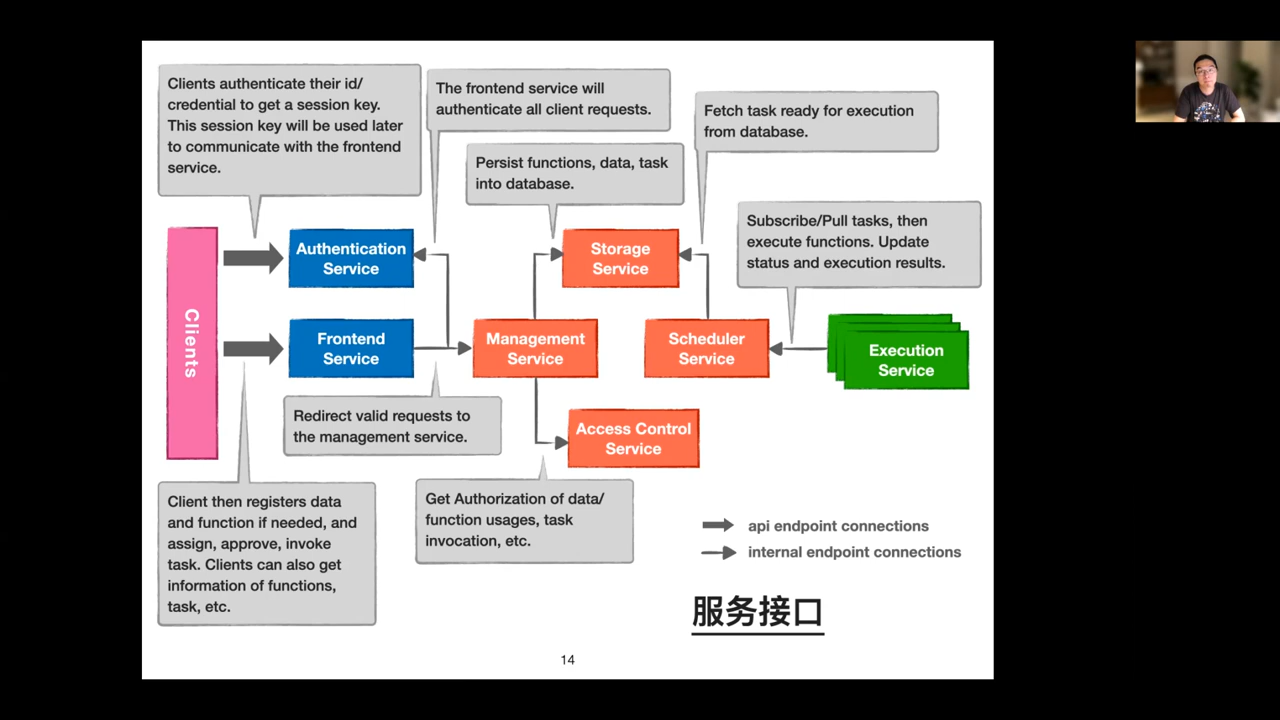 Clients authenticate their id/
credential to get a session key.
This session key will be used later
to communicate with the frontend
service.
The frontend service will
authenticate all client requests.
Persist functions, data, task
into database.
Fetch task ready for execution
from database.
Subscribe/Pull tasks, then
execute functions. Update
status and execution results.
Clients
Authentication
Service
Storage
Service
Frontend
Service
Management
Service
Scheduler
Service
Execution
Service
Redirect valid requests to
the management service.
Access Control
Service
Client then registers data
and function if needed, and
assign, approve, invoke
task. Clients can also get
information of functions,
task, etc.
Get Authorization of data/
function usages, task
invocation, etc.
api endpoint connections
internal endpoint connections
服务接口
14